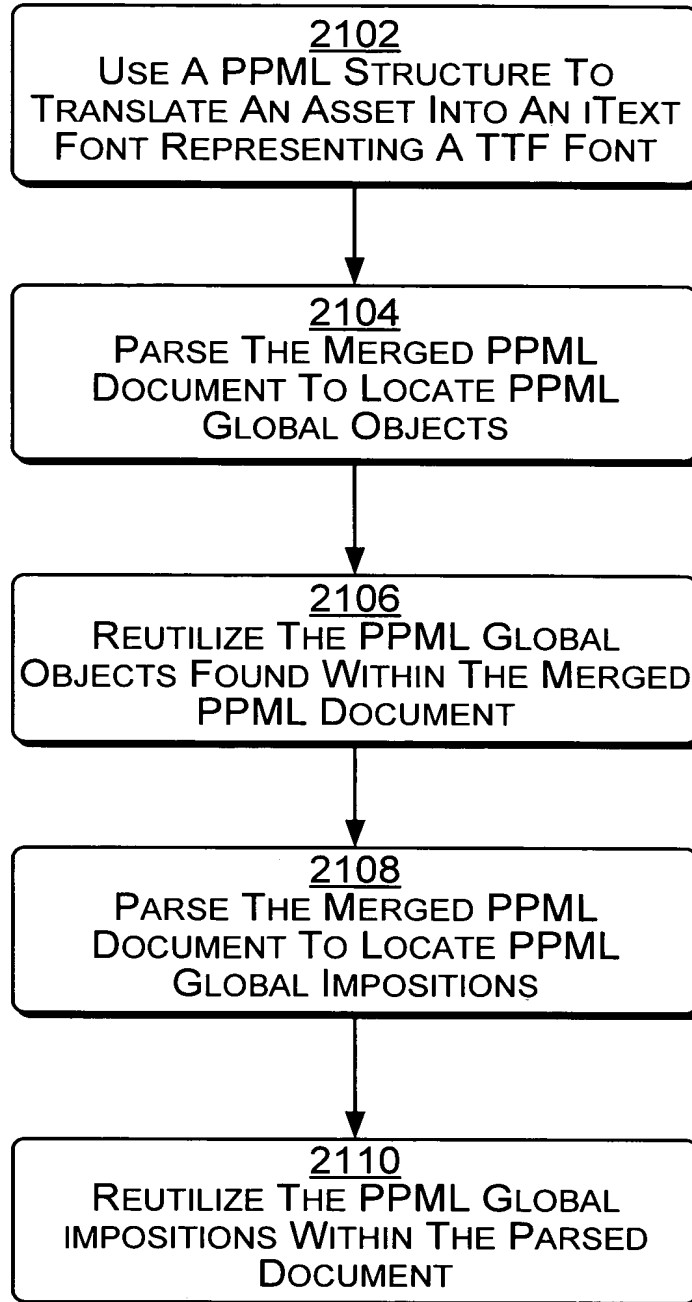 2102
USE A PPML STRUCTURE TO
TRANSLATE AN ASSET INTO AN iTEXT
FONT REPRESENTING A TTF FONT
2104
PARSE THE MERGED PPML
DOCUMENT TO LOCATE PPML
GLOBAL OBJECTS
2106
REUTILIZE THE PPML GLOBAL
OBJECTS FOUND WITHIN THE MERGED
PPML DOCUMENT
2108
PARSE THE MERGED PPML
DOCUMENT TO LOCATE PPML
GLOBAL IMPOSITIONS
2110
REUTILIZE THE PPML GLOBAL
IMPOSITIONS WITHIN THE PARSED
DOCUMENT